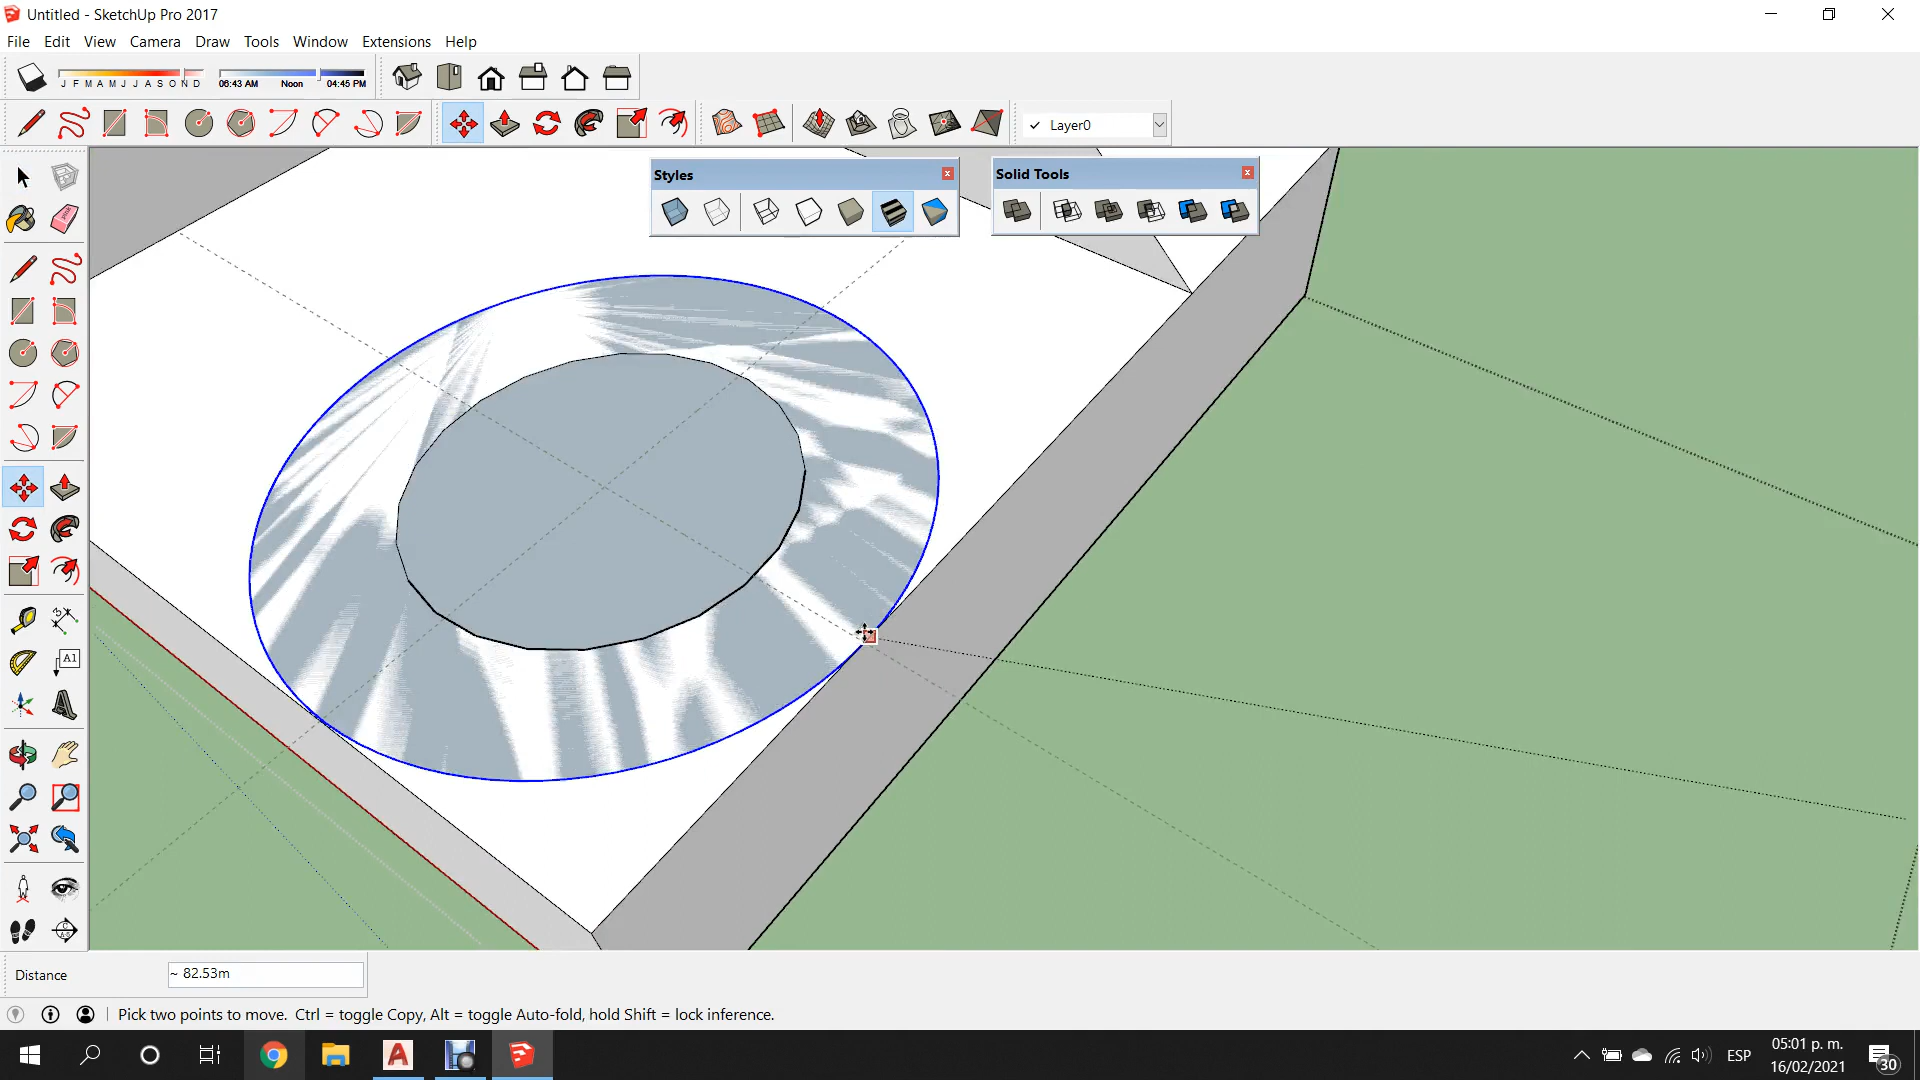 Untitled - SketchUp Pro 2017
File Edit View Camera Draw Tools Window Extensions Help
J F M A M J J A S O N D
06:43 AM Noon 04:45 PM
Layer0
Styles
Solid Tools
A1
Distance
~ 82.53m
Pick two points to move. Ctrl = toggle Copy, Alt = toggle Auto-fold, hold Shift = lock inference.
ESP
05:01 p. m.
16/02/2021
30